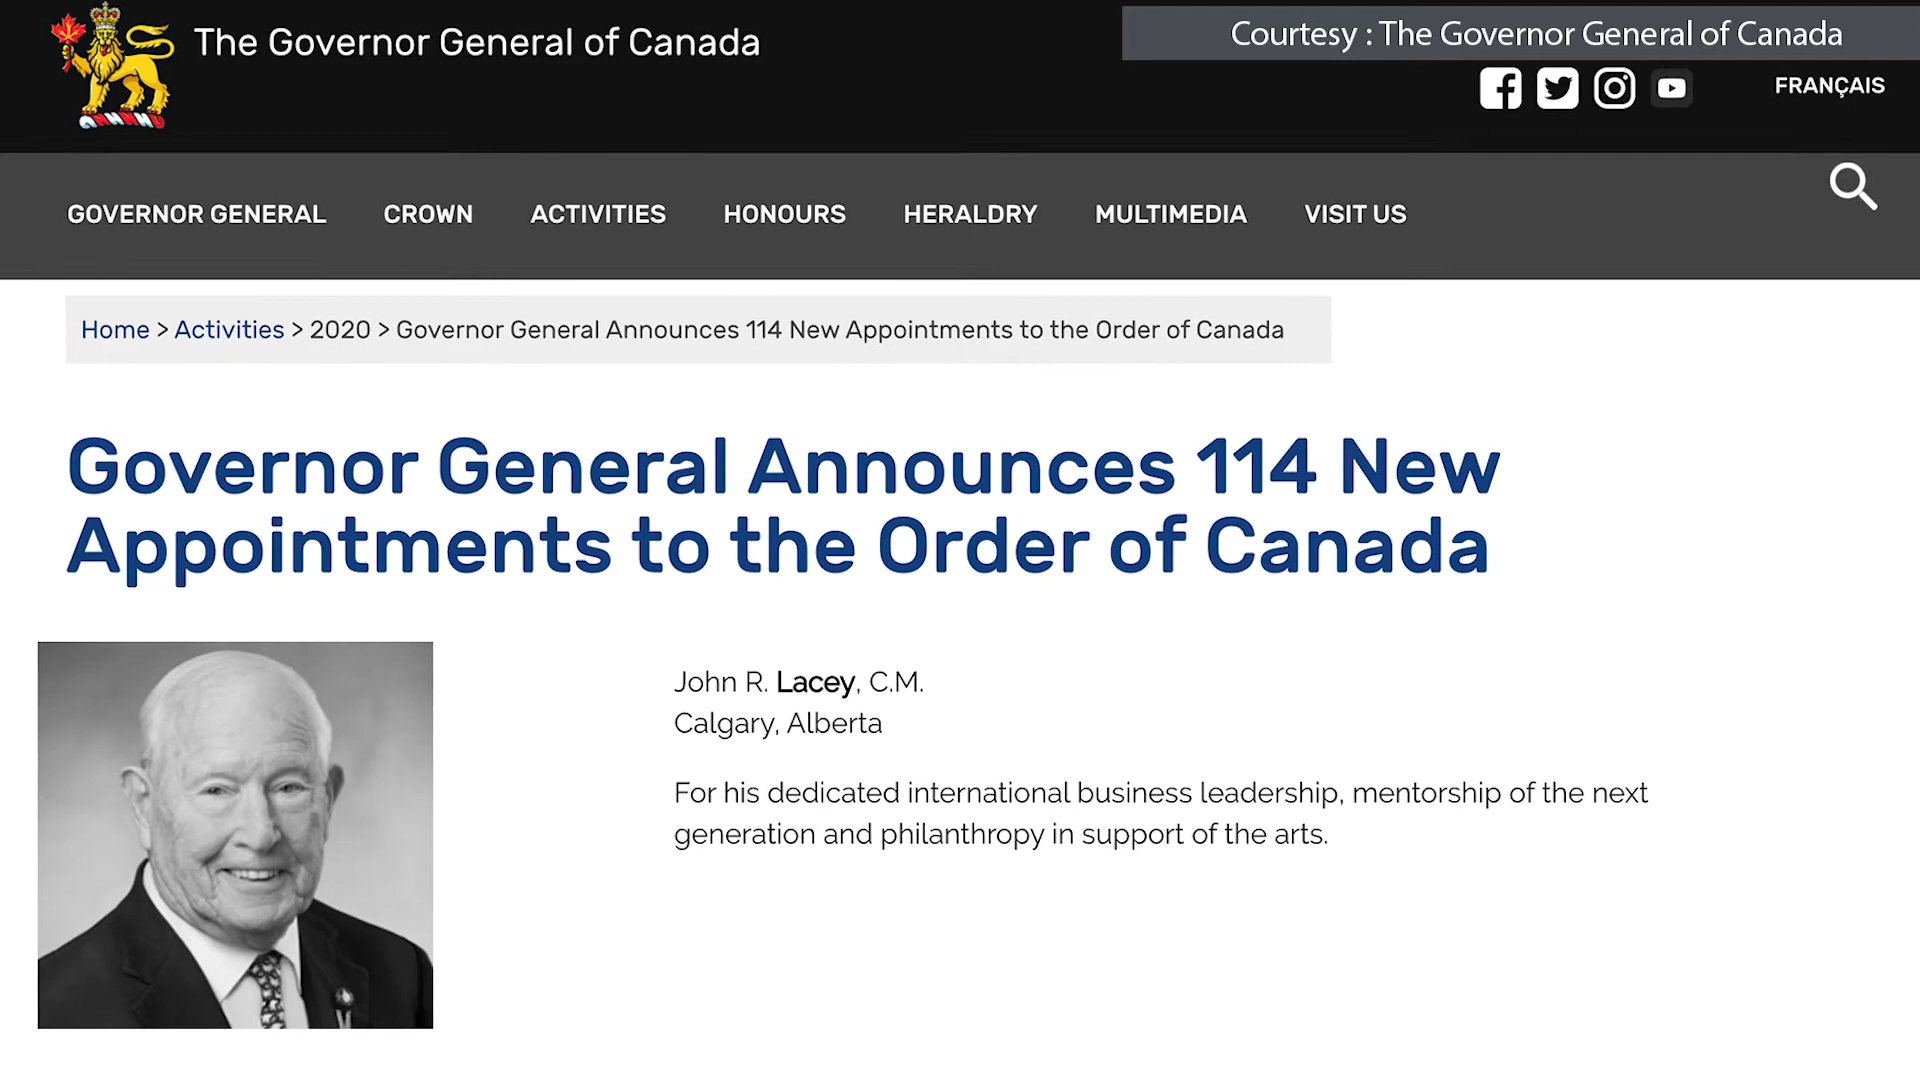 The Governor General of Canada
Courtesy : The Governor General of Canada
FRANÇAIS
GOVERNOR GENERAL CROWN ACTIVITIES HONOURS HERALDRY MULTIMEDIA VISIT US
Home > Activities > 2020 > Governor General Announces 114 New Appointments to the Order of Canada
Governor General Announces 114 New
Appointments to the Order of Canada
John R. Lacey, C.M.
Calgary, Alberta
For his dedicated international business leadership, mentorship of the next
generation and philanthropy in support of the arts.